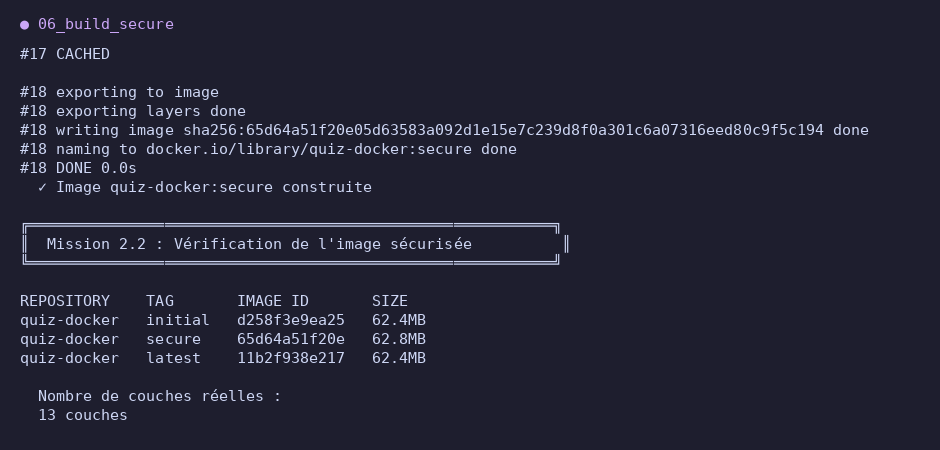 ● 06_build_secure
#17 CACHED
#18 exporting to image
#18 exporting layers done
#18 writing image sha256:65d64a51f20e05d63583a092d1e15e7c239d8f0a301c6a07316eed80c9f5c194 done
#18 naming to docker.io/library/quiz-docker:secure done
#18 DONE 0.0s
✓ Image quiz-docker:secure construite
Mission 2.2 : Vérification de l'image sécurisée
REPOSITORY    TAG       IMAGE ID       SIZE
quiz-docker   initial   d258f3e9ea25   62.4MB
quiz-docker   secure    65d64a51f20e   62.8MB
quiz-docker   latest    11b2f938e217   62.4MB
Nombre de couches réelles :
13 couches